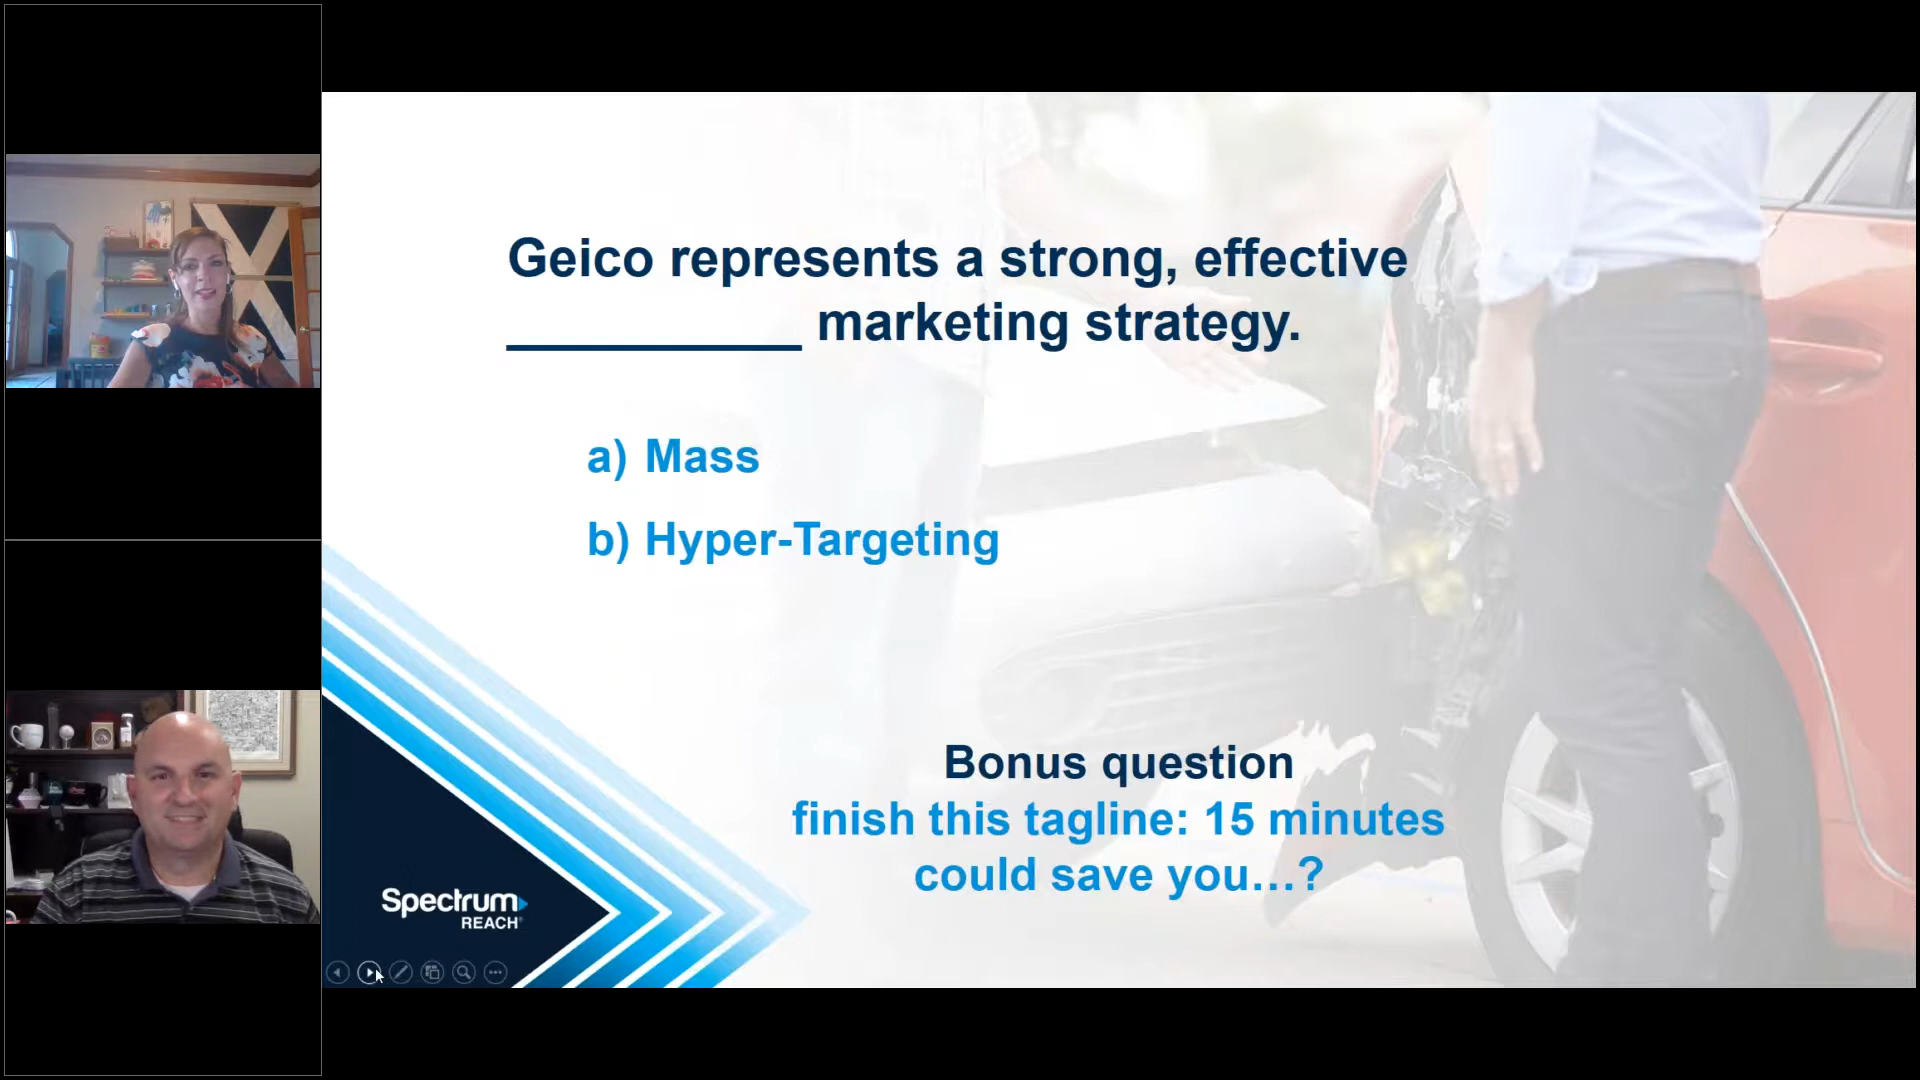 Geico represents a strong, effective
__________ marketing strategy.
a) Mass
b) Hyper-Targeting
Bonus question
finish this tagline: 15 minutes
could save you...?
Spectrum
REACH